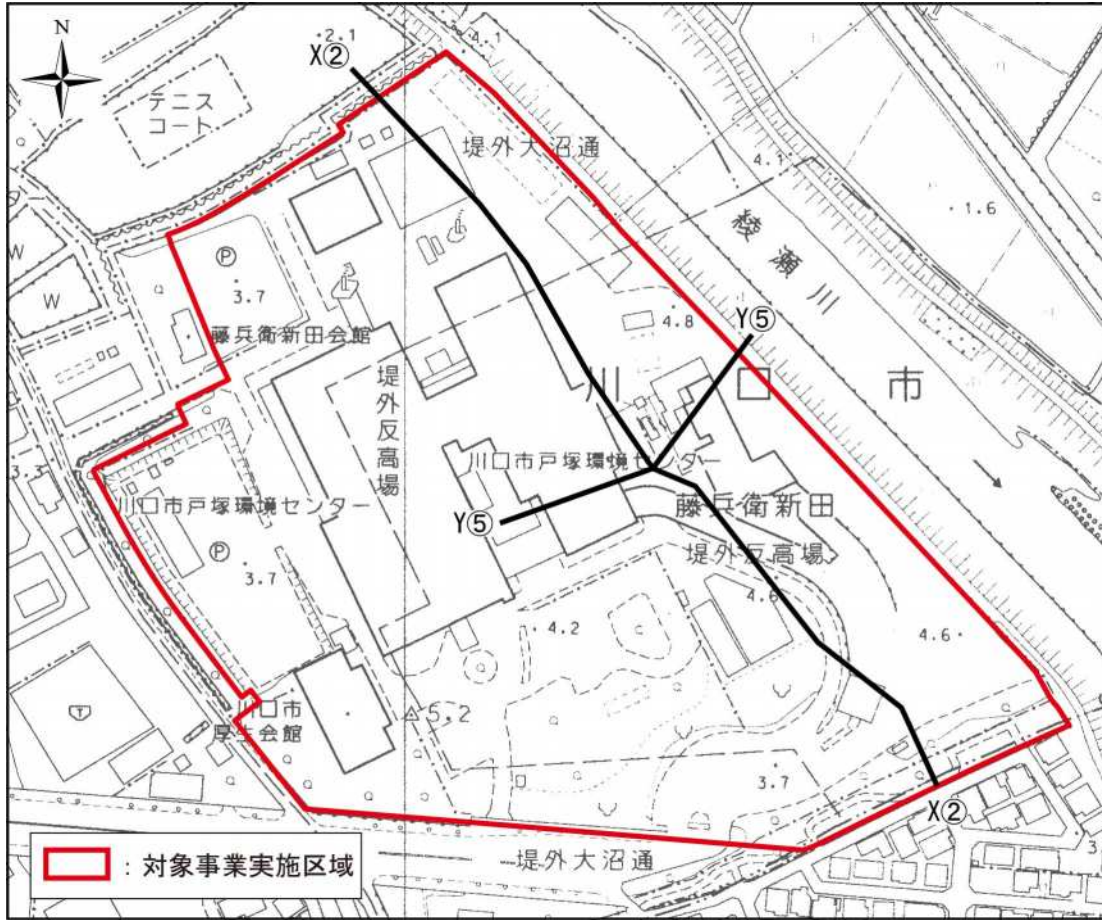 N
2.1
X②
4.1
テニス
コート
堤外大沼通
4.1
1.6
綾瀬川
W
W
P
3.7
藤兵衛新田会館
4.8
Y⑤
川口市
堤外反高場
3.3
川口市戸塚環境センター
川口市戸塚環境センター
Y⑤
藤兵衛新田
堤外反高場
P
3.7
4.6
4.2
4.6
川口市
厚生会館
5.2
3.7
X②
堤外大沼通
:対象事業実施区域